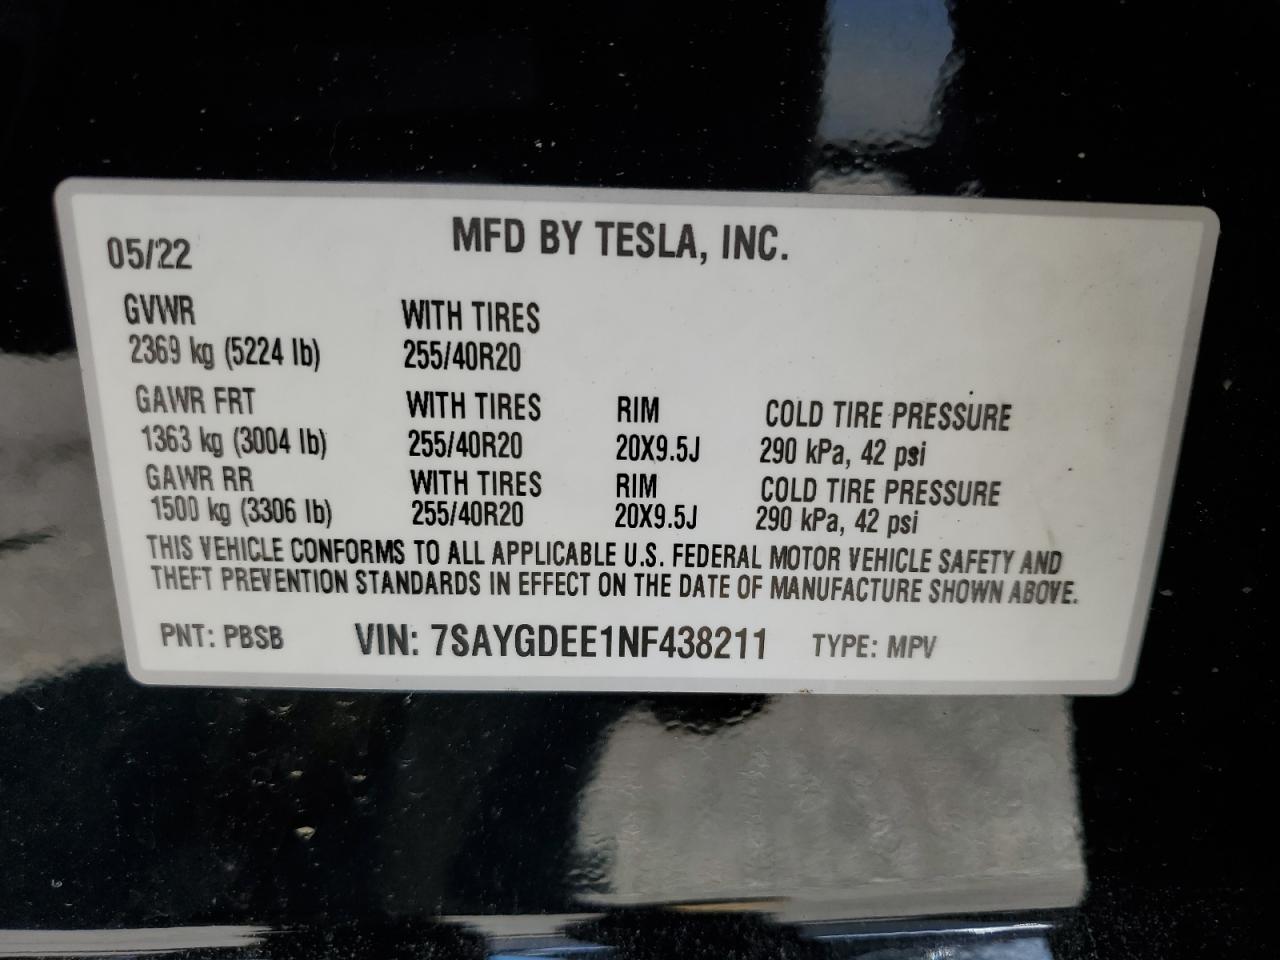 05/22 MFD BY TESLA, INC.
GVWR WITH TIRES
2369 kg (5224 lb) 255/40R20
GAWR FRT WITH TIRES RIM COLD TIRE PRESSURE
1363 kg (3004 lb) 255/40R20 20X9.5J 290 kPa, 42 psi
GAWR RR WITH TIRES RIM COLD TIRE PRESSURE
1500 kg (3306 lb) 255/40R20 20X9.5J 290 kPa, 42 psi
THIS VEHICLE CONFORMS TO ALL APPLICABLE U.S. FEDERAL MOTOR VEHICLE SAFETY AND
THEFT PREVENTION STANDARDS IN EFFECT ON THE DATE OF MANUFACTURE SHOWN ABOVE.
PNT: PBSB VIN: 7SAYGDEE1NF438211 TYPE: MPV